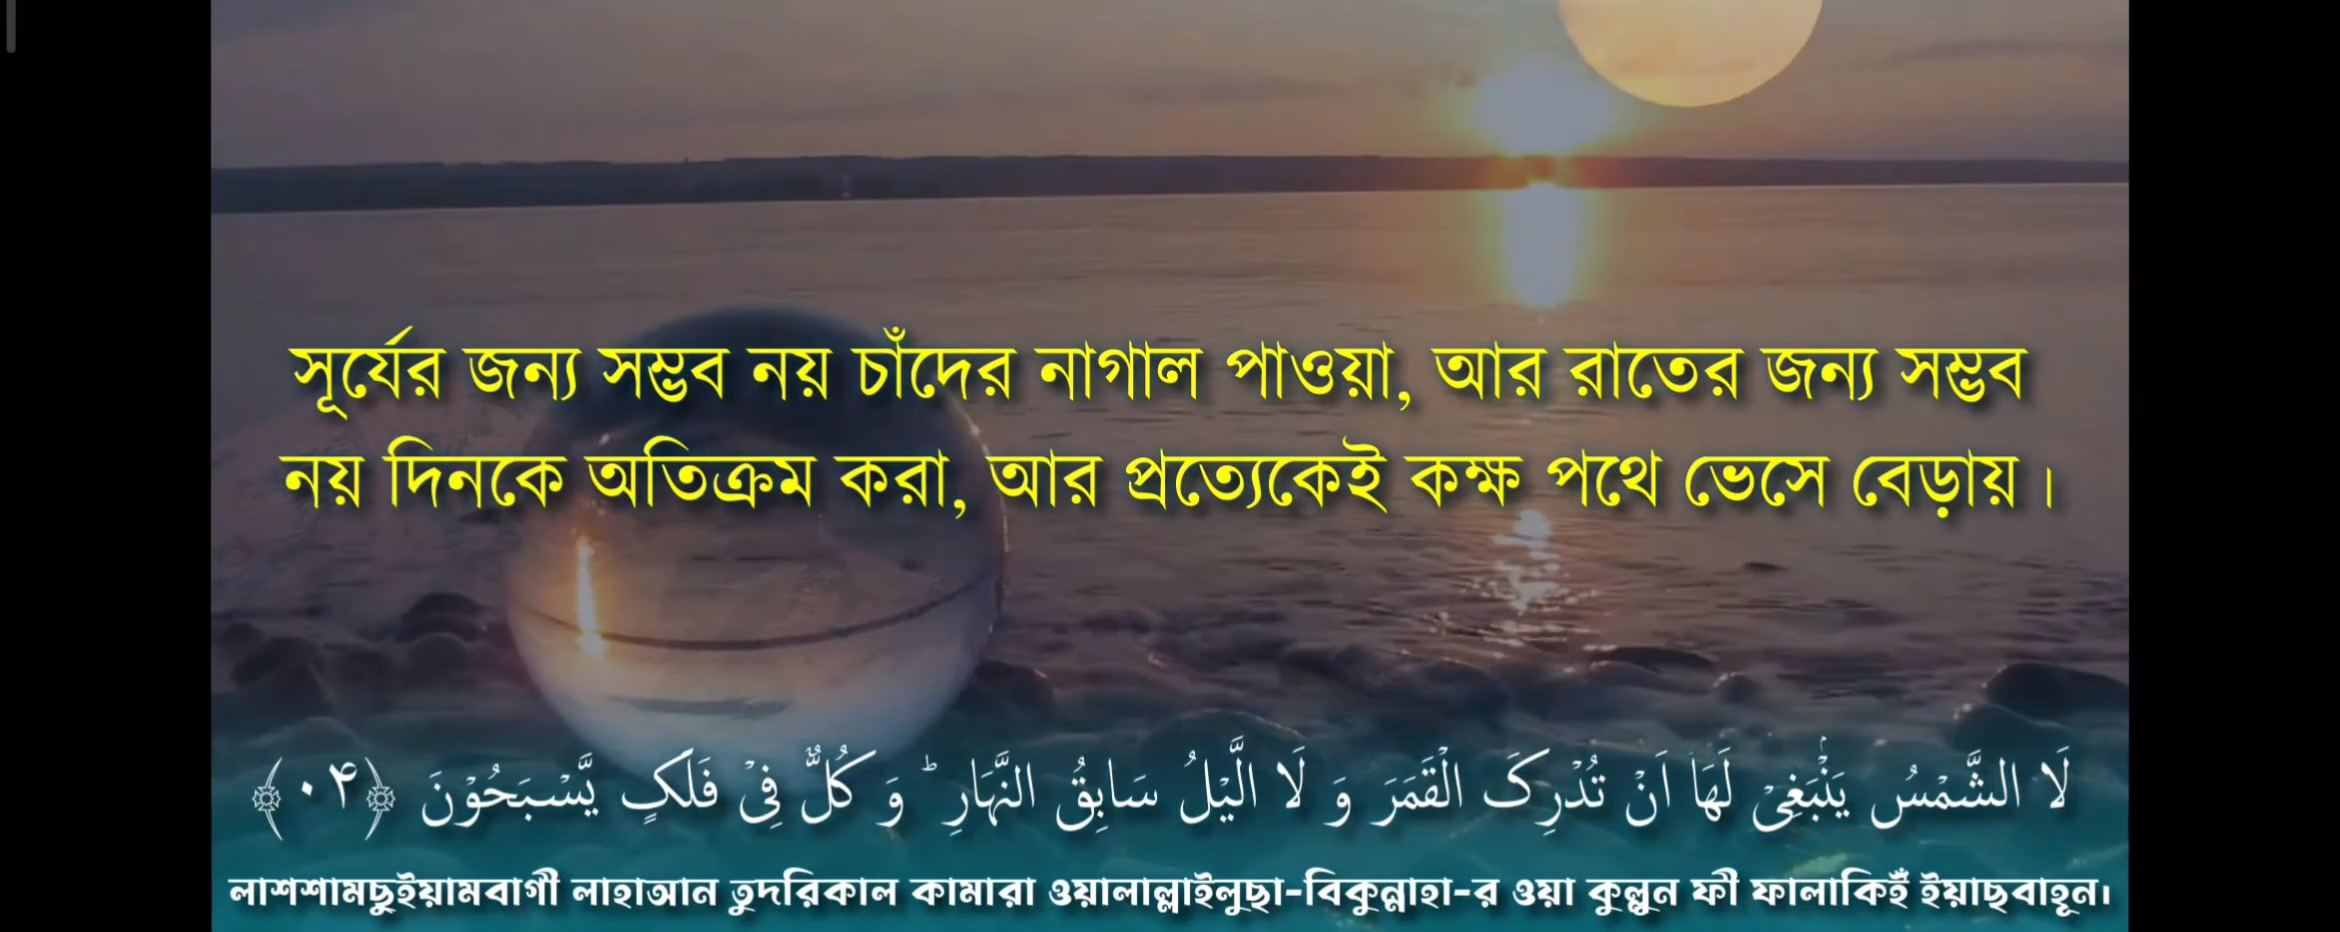 সূর্যের জন্য সম্ভব নয় চাঁদের নাগাল পাওয়া, আর রাতের জন্য সম্ভব
নয় দিনকে অতিক্রম করা, আর প্রত্যেকেই কক্ষ পথে ভেসে বেড়ায়।
لَا الشَّمْسُ يَنْۢبَغِیْ لَهَاۤ اَنْ تُدْرِکَ الْقَمَرَ وَ لَا الَّیْلُ سَابِقُ النَّهَارِ ؕ وَ کُلٌّ فِیْ فَلَکٍ یَّسْبَحُوْنَ ﴿۰۴﴾
লাশশামছুইয়ামবাগী লাহাআন তুদরিকাল কামারা ওয়ালাল্লাইলুছা-বিকুন্নাহা-র ওয়া কুল্লুন ফী ফালাকিইঁ ইয়াছবাহূন।